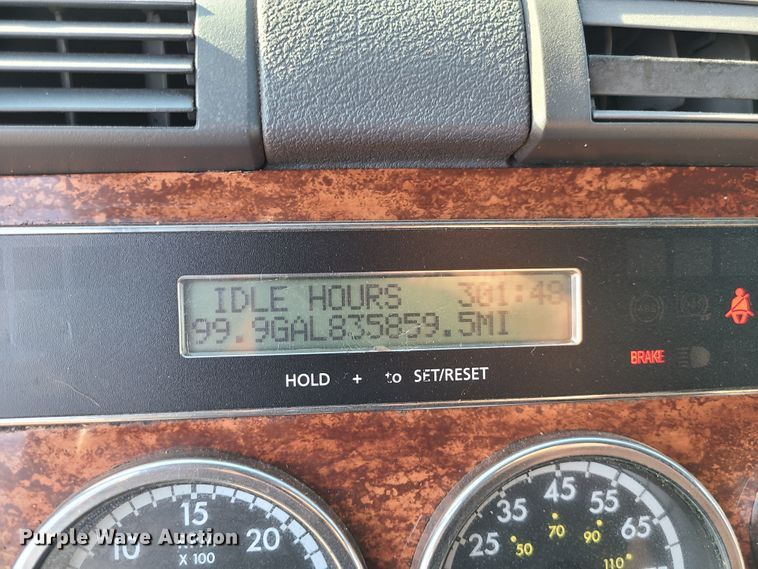 IDLE HOURS 301:48
99.9GAL835859.5MI
HOLD + to SET/RESET
BRAKE
10 15 20
X 100
25 35 45 55 65
50 70 90 110
Purple Wave Auction